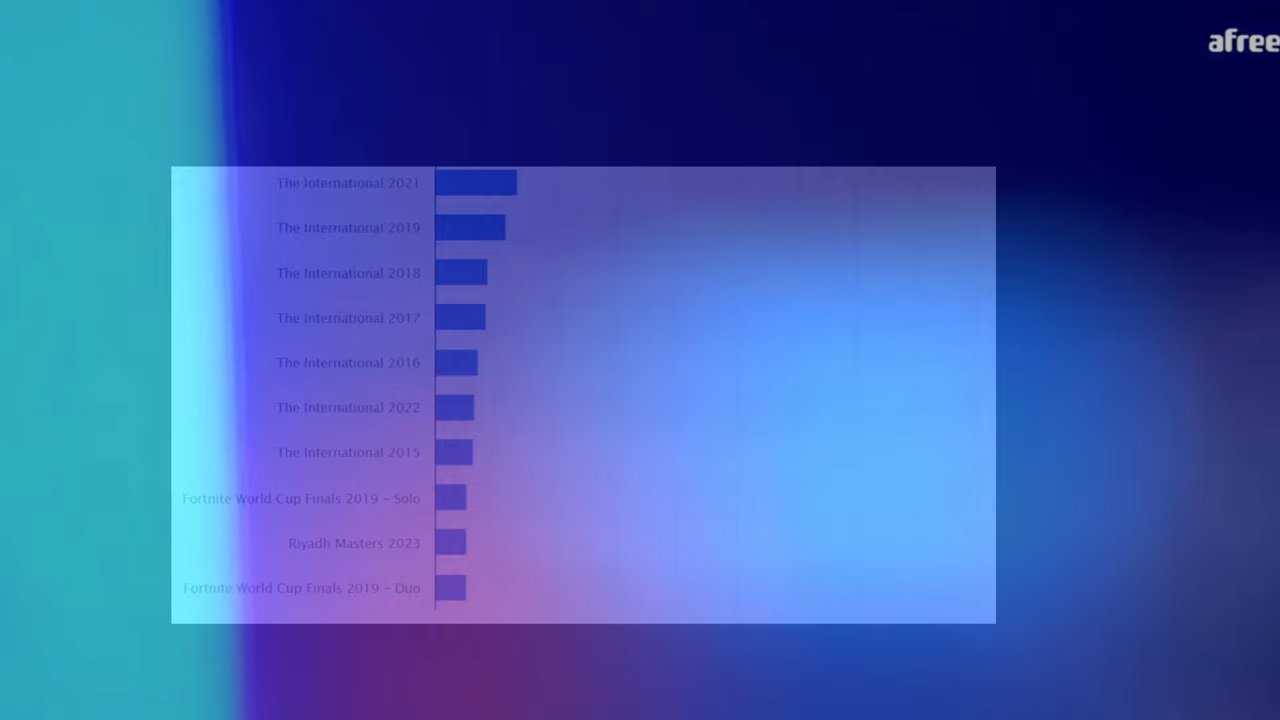 afree
The International 2021
The International 2019
The International 2018
The International 2017
The International 2016
The International 2022
The International 2015
Fortnite World Cup Finals 2019 - Solo
Riyadh Masters 2023
Fortnite World Cup Finals 2019 - Duo